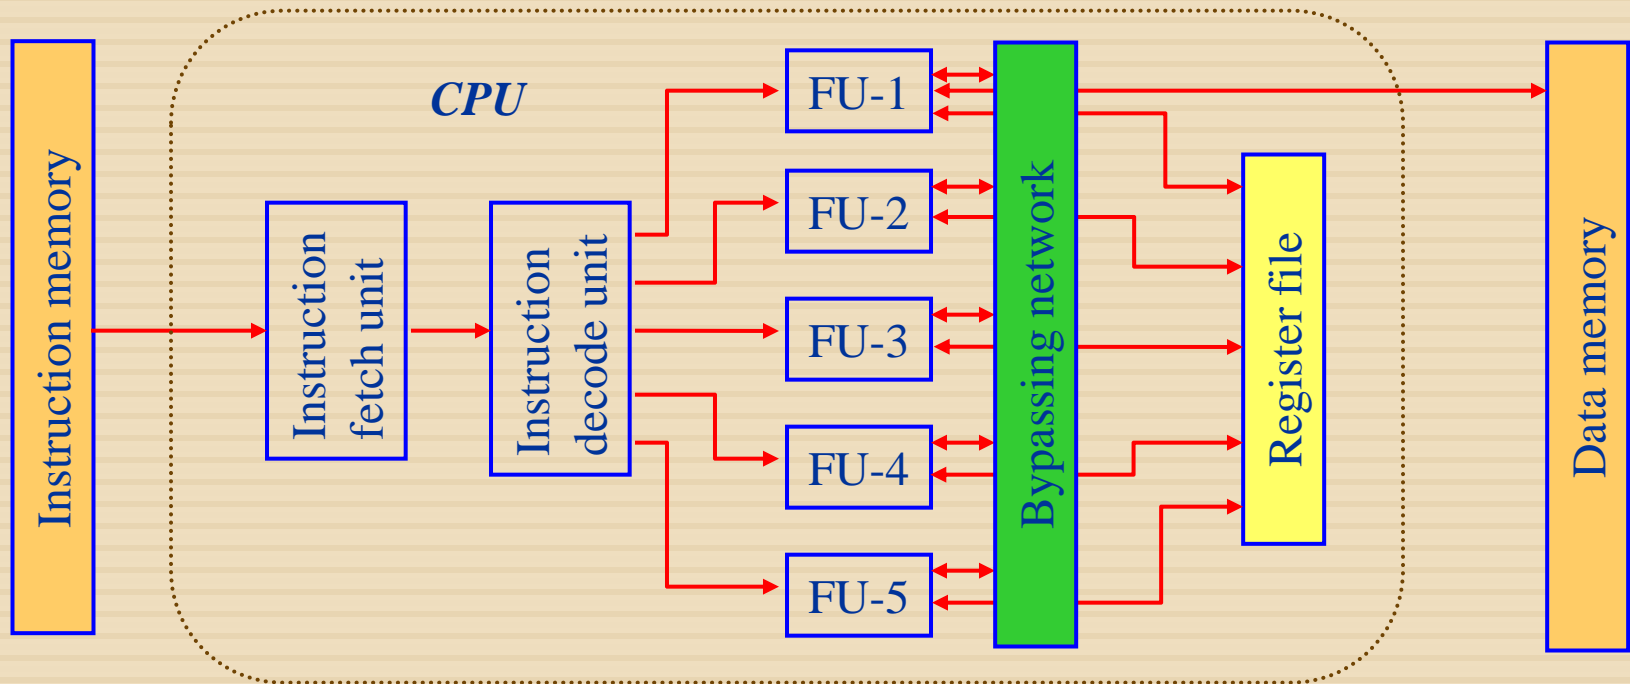 Instruction memory
CPU
Instruction
fetch unit
Instruction
decode unit
FU-1
FU-2
FU-3
FU-4
FU-5
Bypassing network
Register file
Data memory